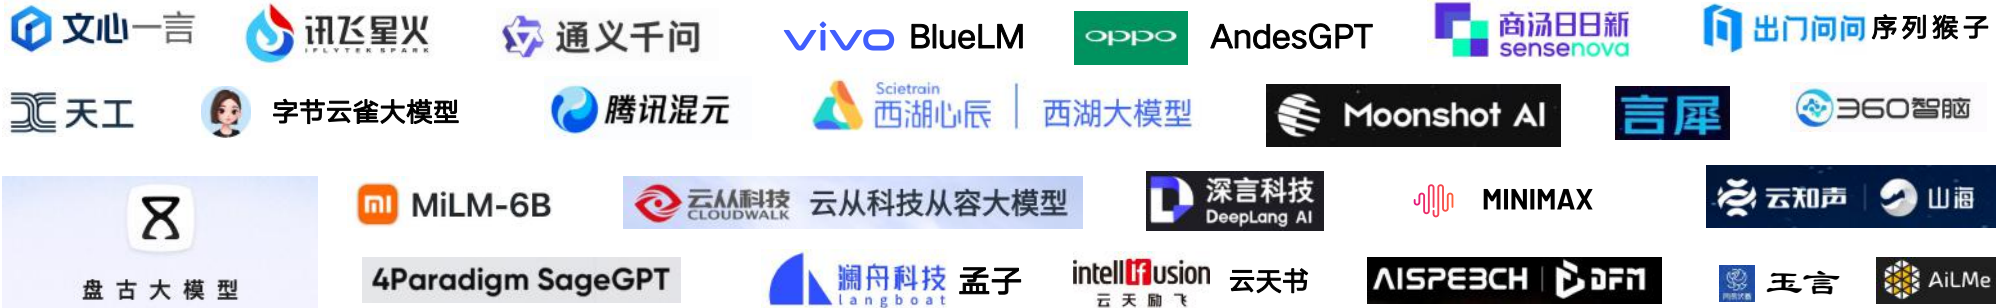 文心一言
讯飞星火
IFLYTEK SPARK
通义千问
vivo BlueLM
oppo AndesGPT
商汤日日新
sensenova
出门问问 序列猴子
天工
字节云雀大模型
腾讯混元
Scietrain
西湖心辰 | 西湖大模型
Moonshot AI
言犀
360智脑
盘古大模型
MiLM-6B
云从科技
CLOUDWALK
云从科技从容大模型
深言科技
DeepLang AI
MINIMAX
云知声 | 山海
4Paradigm SageGPT
澜舟科技
langboat
孟子
intellifusion
云天励飞
云天书
AISPEECH | DFM
玉言
AiLMe